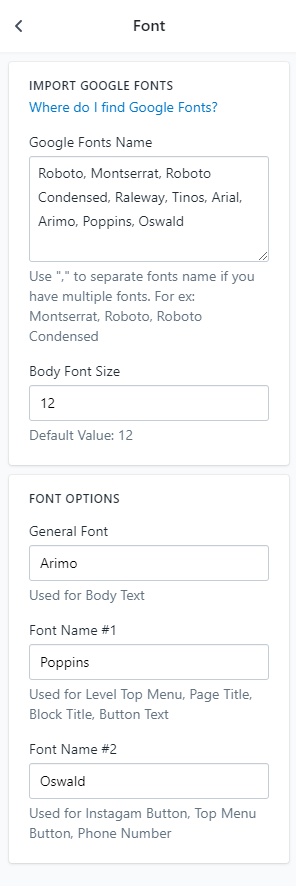 Font
IMPORT GOOGLE FONTS
Where do I find Google Fonts?
Google Fonts Name
Roboto, Montserrat, Roboto
Condensed, Raleway, Tinos, Arial,
Arimo, Poppins, Oswald
Use "," to separate fonts name if you
have multiple fonts. For ex:
Montserrat, Roboto, Roboto
Condensed
Body Font Size
12
Default Value: 12
FONT OPTIONS
General Font
Arimo
Used for Body Text
Font Name #1
Poppins
Used for Level Top Menu, Page Title,
Block Title, Button Text
Font Name #2
Oswald
Used for Instagam Button, Top Menu
Button, Phone Number